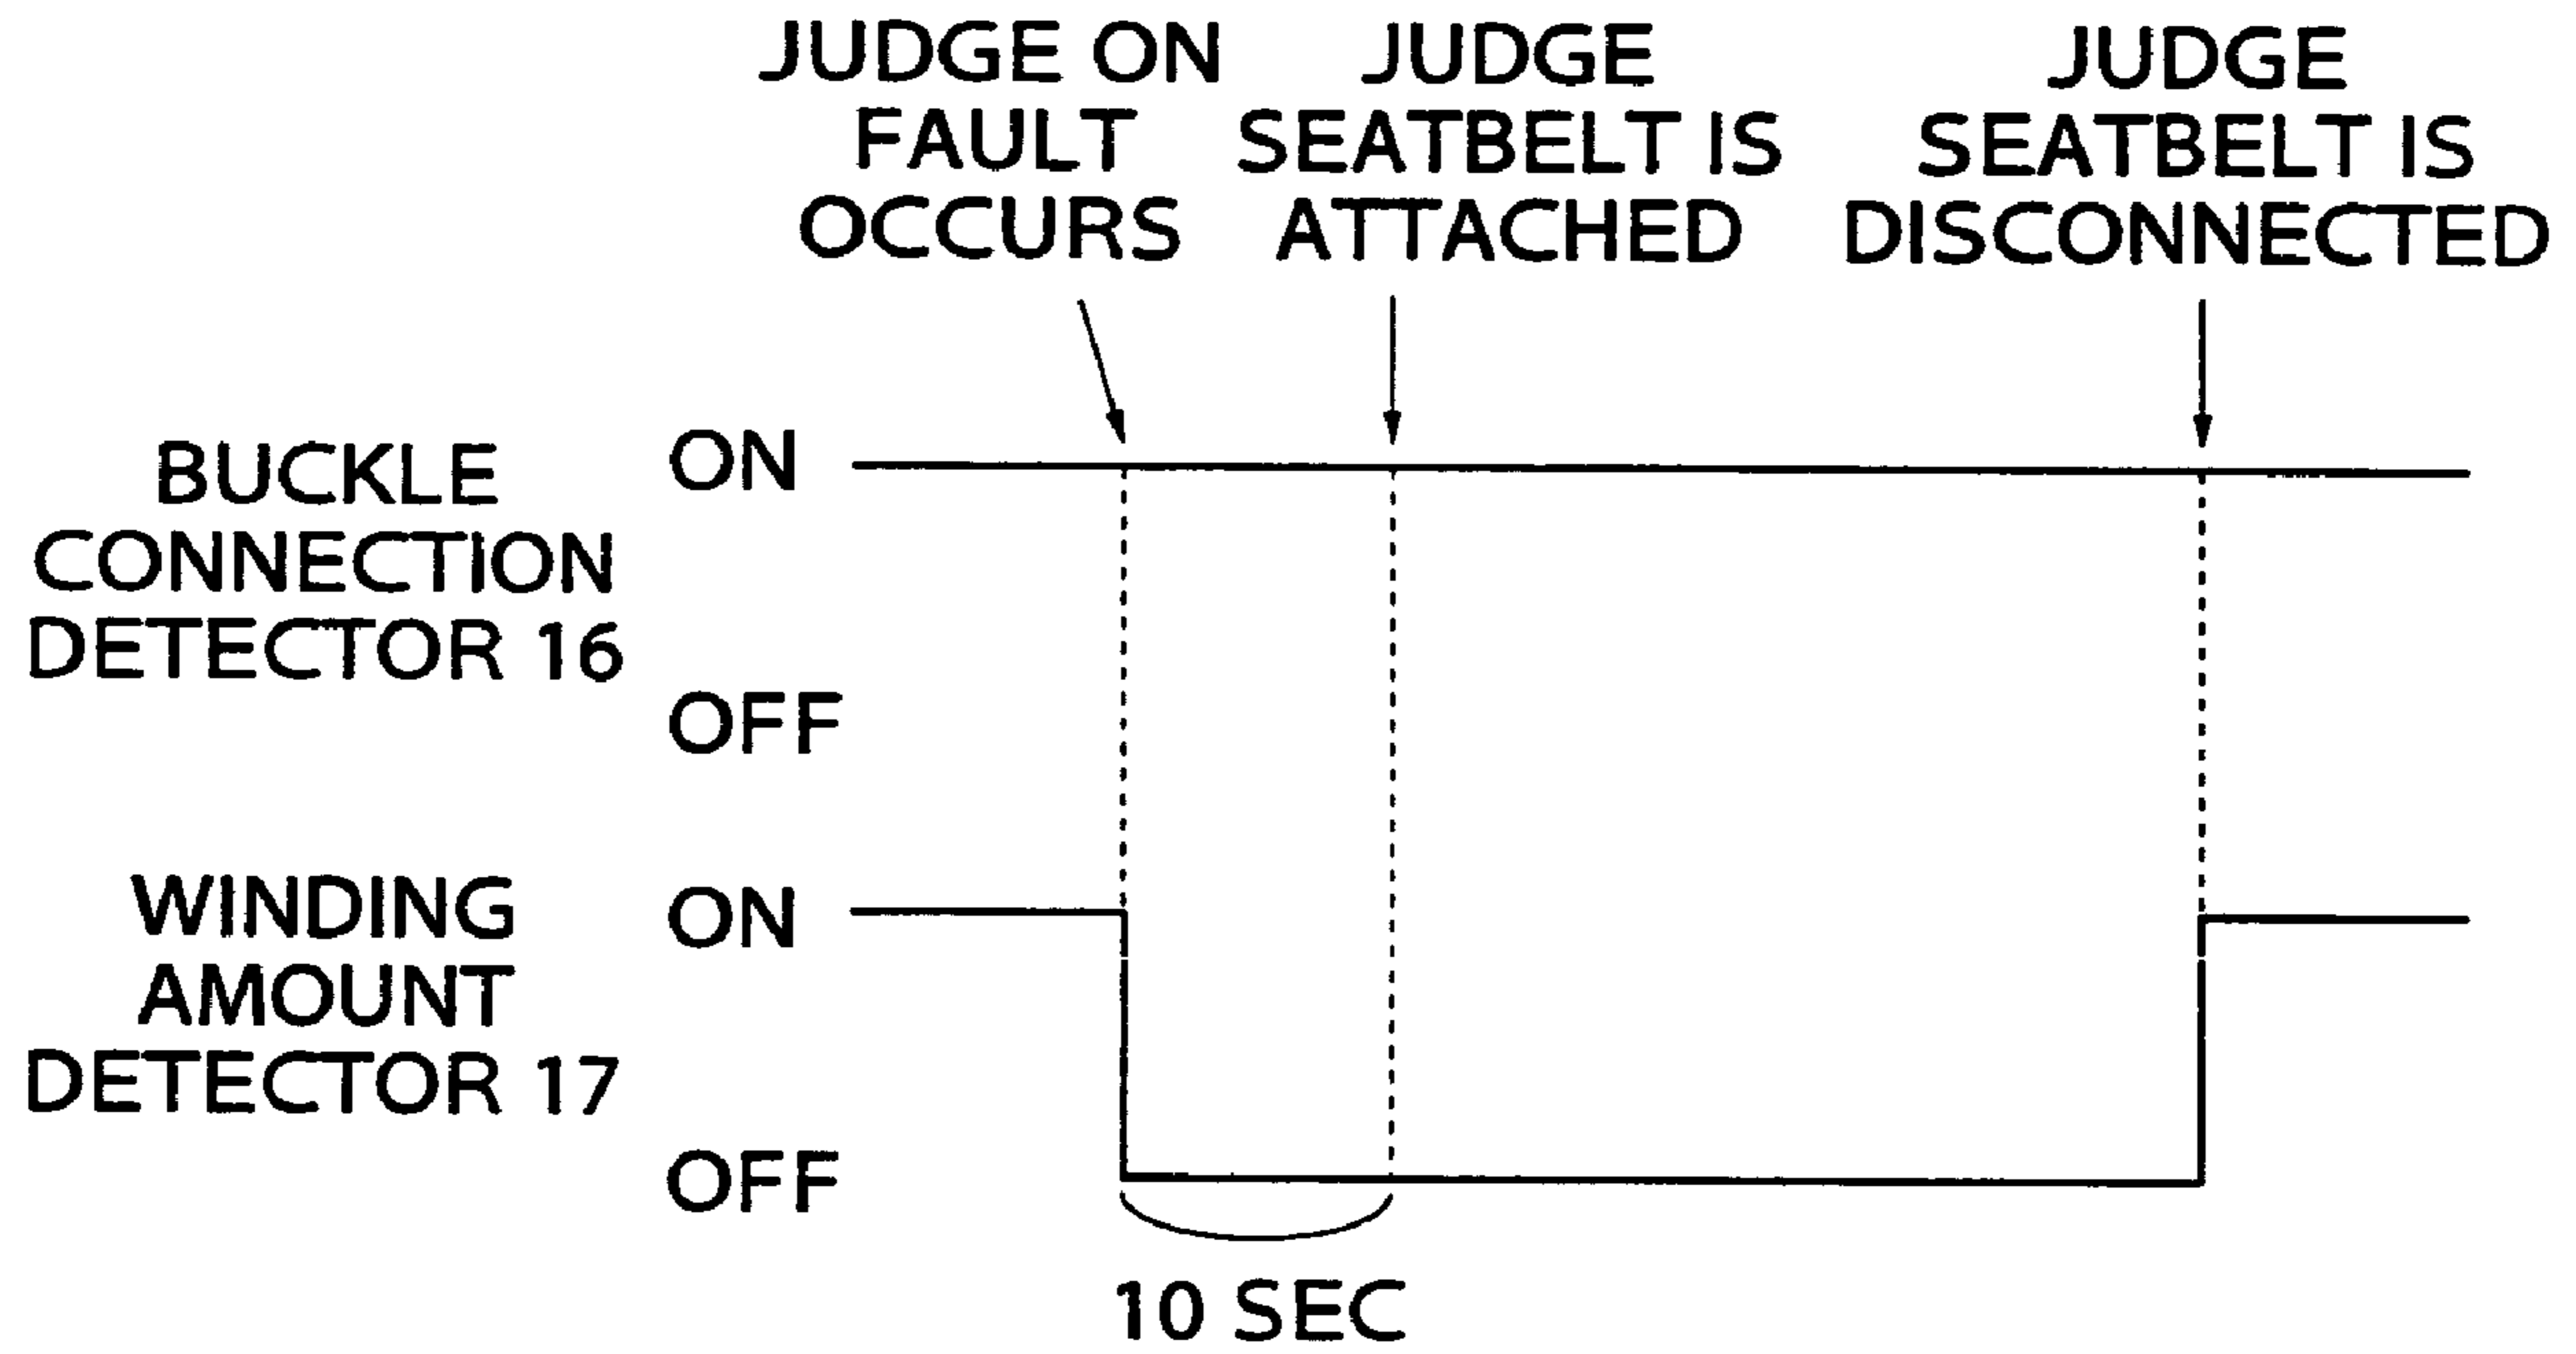 JUDGE ON
FAULT
OCCURS
JUDGE
SEATBELT IS
ATTACHED
JUDGE
SEATBELT IS
DISCONNECTED
BUCKLE
CONNECTION
DETECTOR 16
ON
OFF
WINDING
AMOUNT
DETECTOR 17
ON
OFF
10 SEC